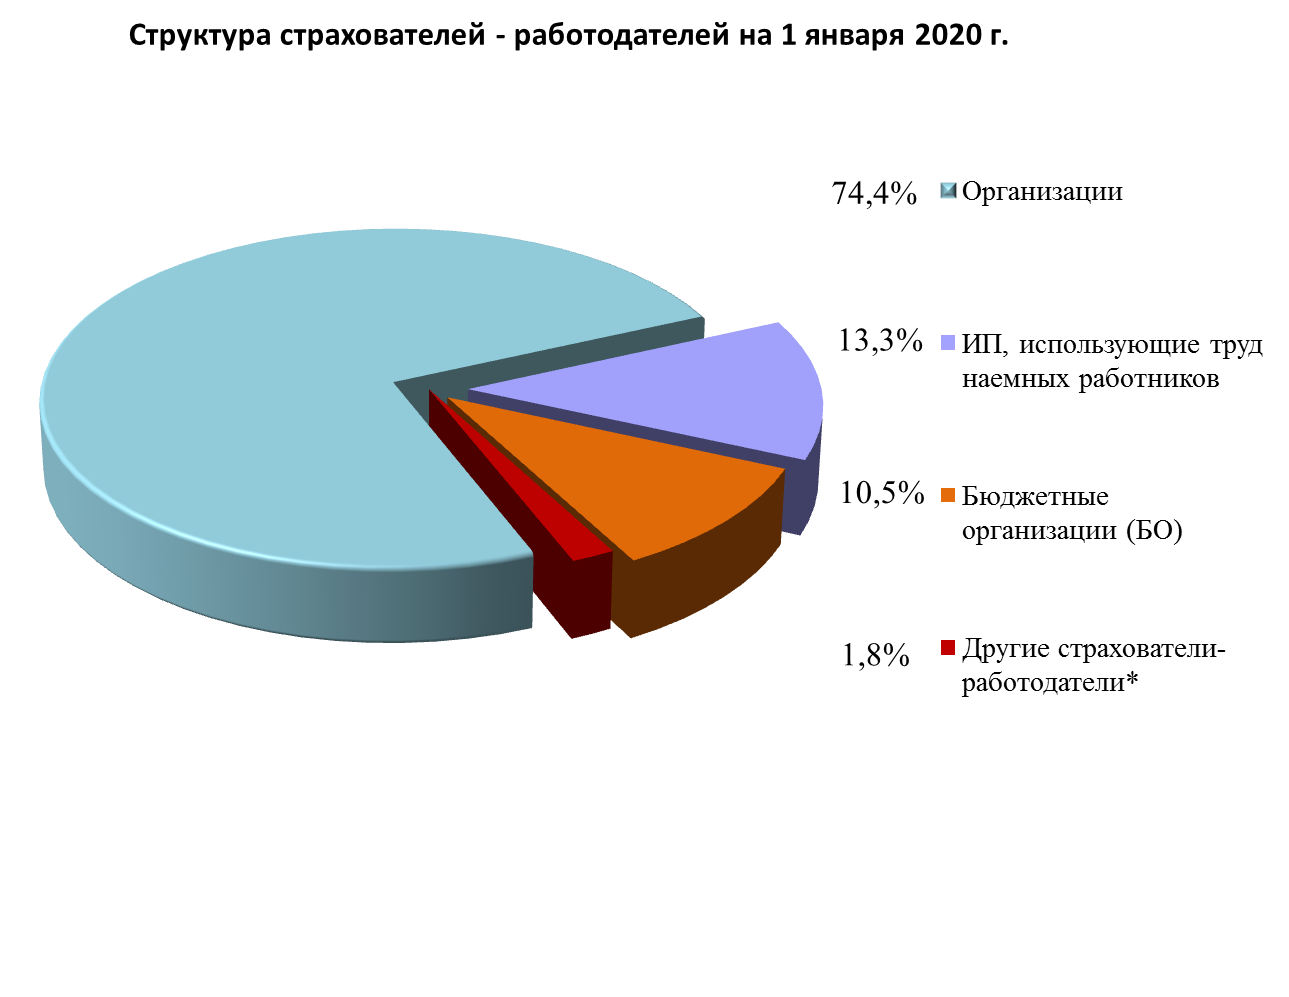 Структура страхователей - работодателей на 1 января 2020 г.
74,4%
Организации
13,3%
ИП, использующие труд
наемных работников
10,5%
Бюджетные
организации (БО)
1,8%
Другие страхователи-
работодатели*